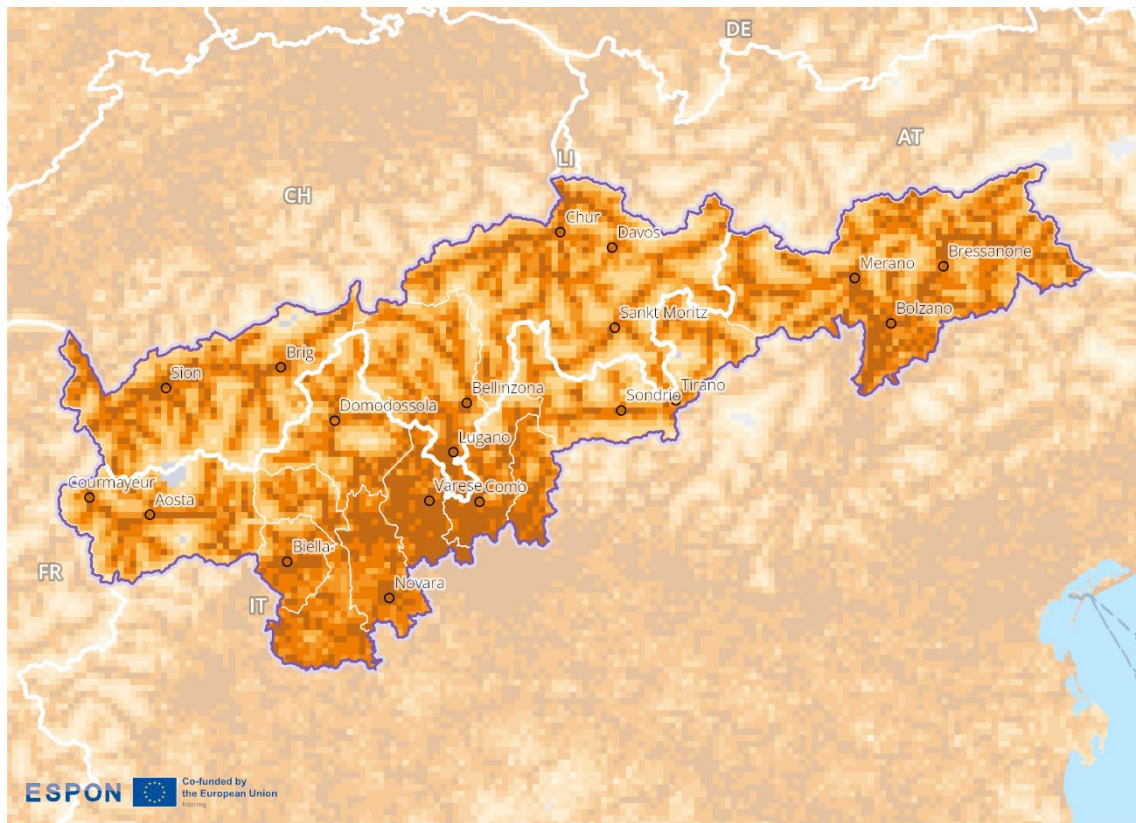 DE
AT
LI
CH
Chur
Davos
Bressanone
Merano
Bolzano
Sankt Moritz
Brig
Sion
Bellinzona
Tirano
Sondrio
Domodossola
Lugano
Courmayeur
Aosta
Varese
Como
Biella
FR
Novara
IT
ESPON
Co-funded by
the European Union
Interreg